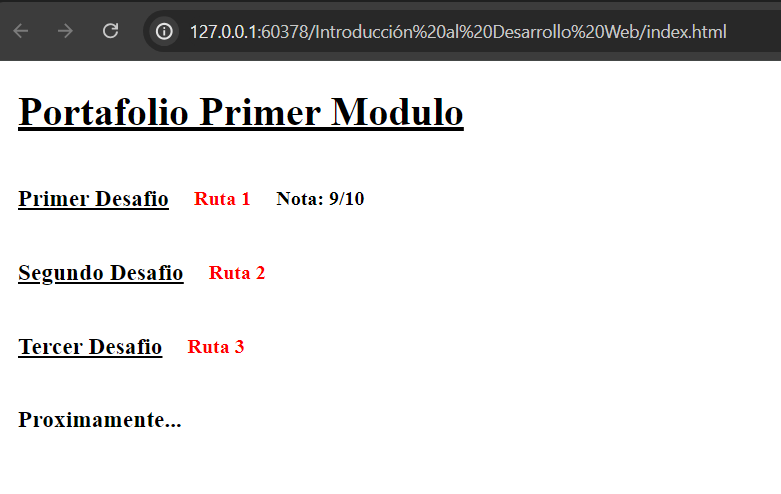 127.0.0.1:60378/Introducción%20al%20Desarrollo%20Web/index.html
Portafolio Primer Modulo
Primer Desafio Ruta 1 Nota: 9/10
Segundo Desafio Ruta 2
Tercer Desafio Ruta 3
Proximamente...